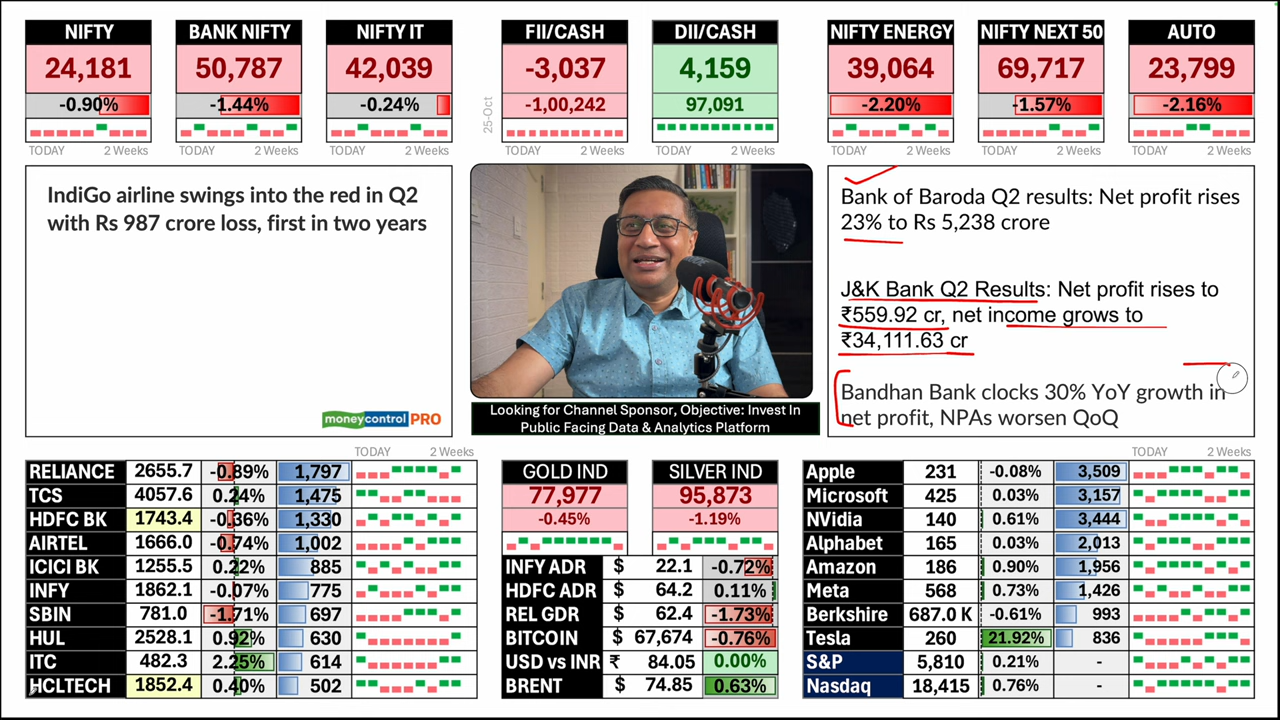 NIFTY
24,181
-0.90%
TODAY 2 Weeks
BANK NIFTY
50,787
-1.44%
TODAY 2 Weeks
NIFTY IT
42,039
-0.24%
TODAY 2 Weeks
25-Oct
FII/CASH
-3,037
-1,00,242
DII/CASH
4,159
97,091
NIFTY ENERGY
39,064
-2.20%
TODAY 2 Weeks
NIFTY NEXT 50
69,717
-1.57%
TODAY 2 Weeks
AUTO
23,799
-2.16%
TODAY 2 Weeks
IndiGo airline swings into the red in Q2
with Rs 987 crore loss, first in two years
moneycontrol PRO
Looking for Channel Sponsor, Objective: Invest In
Public Facing Data & Analytics Platform
Bank of Baroda Q2 results: Net profit rises
23% to Rs 5,238 crore
J&K Bank Q2 Results: Net profit rises to
₹559.92 cr, net income grows to
₹34,111.63 cr
Bandhan Bank clocks 30% YoY growth in
net profit, NPAs worsen QoQ
TODAY 2 Weeks
RELIANCE 2655.7 -0.89% 1,797
TCS 4057.6 0.24% 1,475
HDFC BK 1743.4 -0.36% 1,330
AIRTEL 1666.0 -0.74% 1,002
ICICI BK 1255.5 0.22% 885
INFY 1862.1 -0.07% 775
SBIN 781.0 -1.71% 697
HUL 2528.1 0.92% 630
ITC 482.3 2.25% 614
HCLTECH 1852.4 0.40% 502
GOLD IND
77,977
-0.45%
SILVER IND
95,873
-1.19%
INFY ADR $ 22.1 -0.72%
HDFC ADR $ 64.2 0.11%
REL GDR $ 62.4 -1.73%
BITCOIN $ 67,674 -0.76%
USD vs INR ₹ 84.05 0.00%
BRENT $ 74.85 0.63%
TODAY 2 Weeks
Apple 231 -0.08% 3,509
Microsoft 425 0.03% 3,157
NVidia 140 0.61% 3,444
Alphabet 165 0.03% 2,013
Amazon 186 0.90% 1,956
Meta 568 0.73% 1,426
Berkshire 687.0 K -0.61% 993
Tesla 260 21.92% 836
S&P 5,810 0.21% -
Nasdaq 18,415 0.76% -